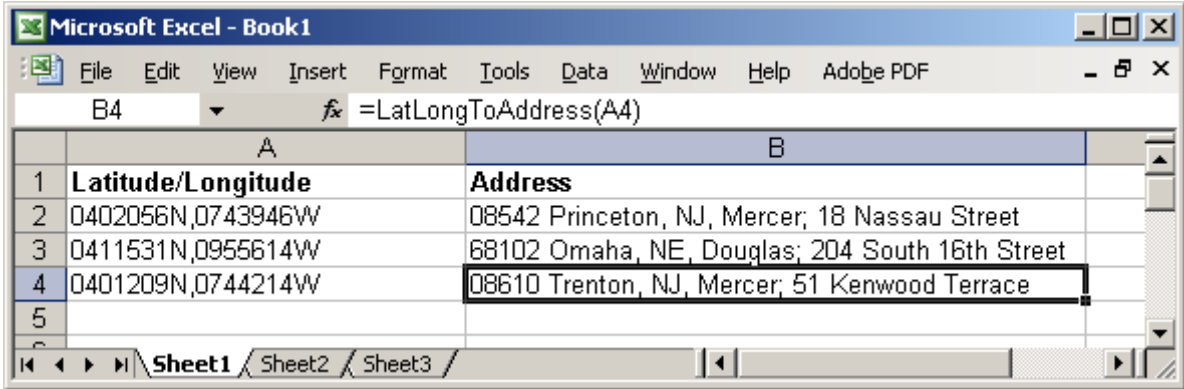 Microsoft Excel - Book1
File Edit View Insert Format Tools Data Window Help Adobe PDF
B4 fx =LatLongToAddress(A4)
A B
1 Latitude/Longitude Address
2 0402056N,0743946W 08542 Princeton, NJ, Mercer; 18 Nassau Street
3 0411531N,0955614W 68102 Omaha, NE, Douglas; 204 South 16th Street
4 0401209N,0744214W 08610 Trenton, NJ, Mercer; 51 Kenwood Terrace
5
Sheet1 Sheet2 Sheet3